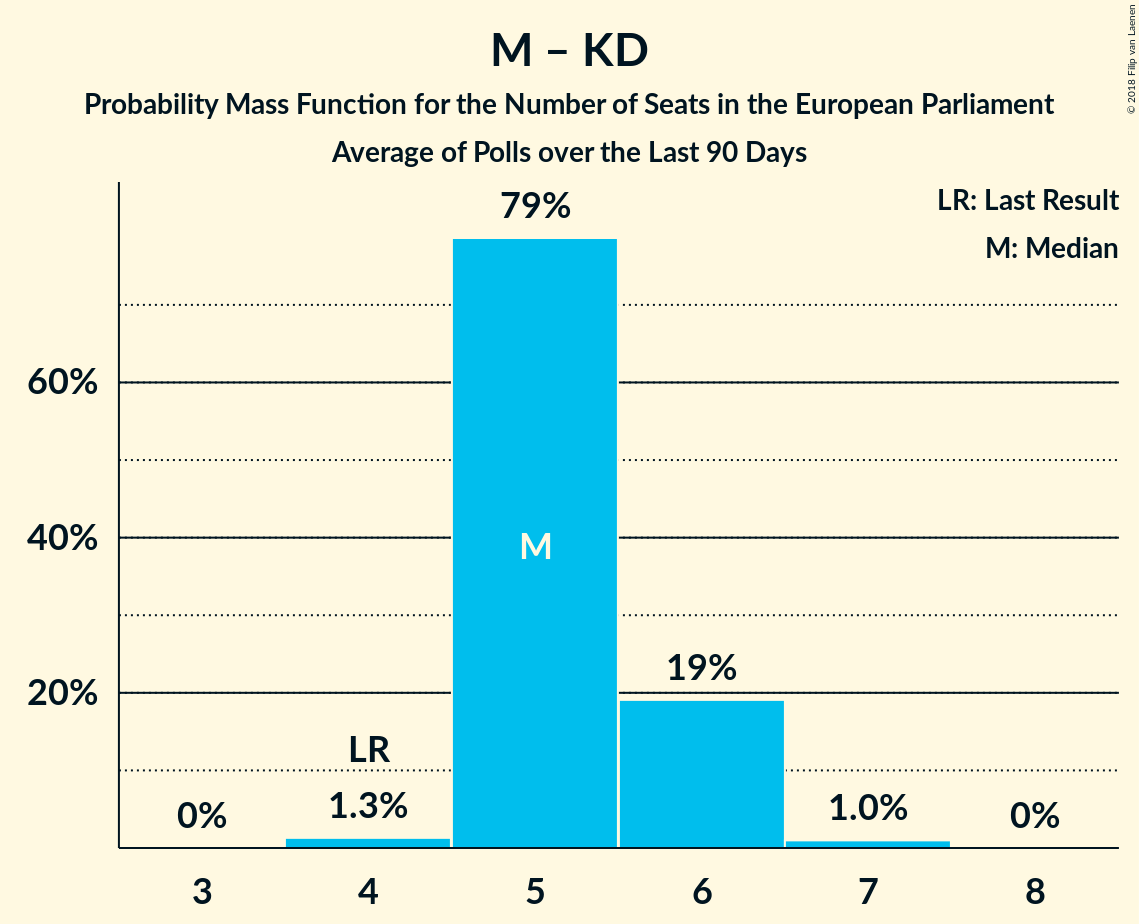 M – KD
Probability Mass Function for the Number of Seats in the European Parliament
Average of Polls over the Last 90 Days
© 2018 Filip van Laenen
LR: Last Result
M: Median
79%
60%
40%
M
19%
20%
LR
0%
1.3%
1.0%
0%
3 4 5 6 7 8